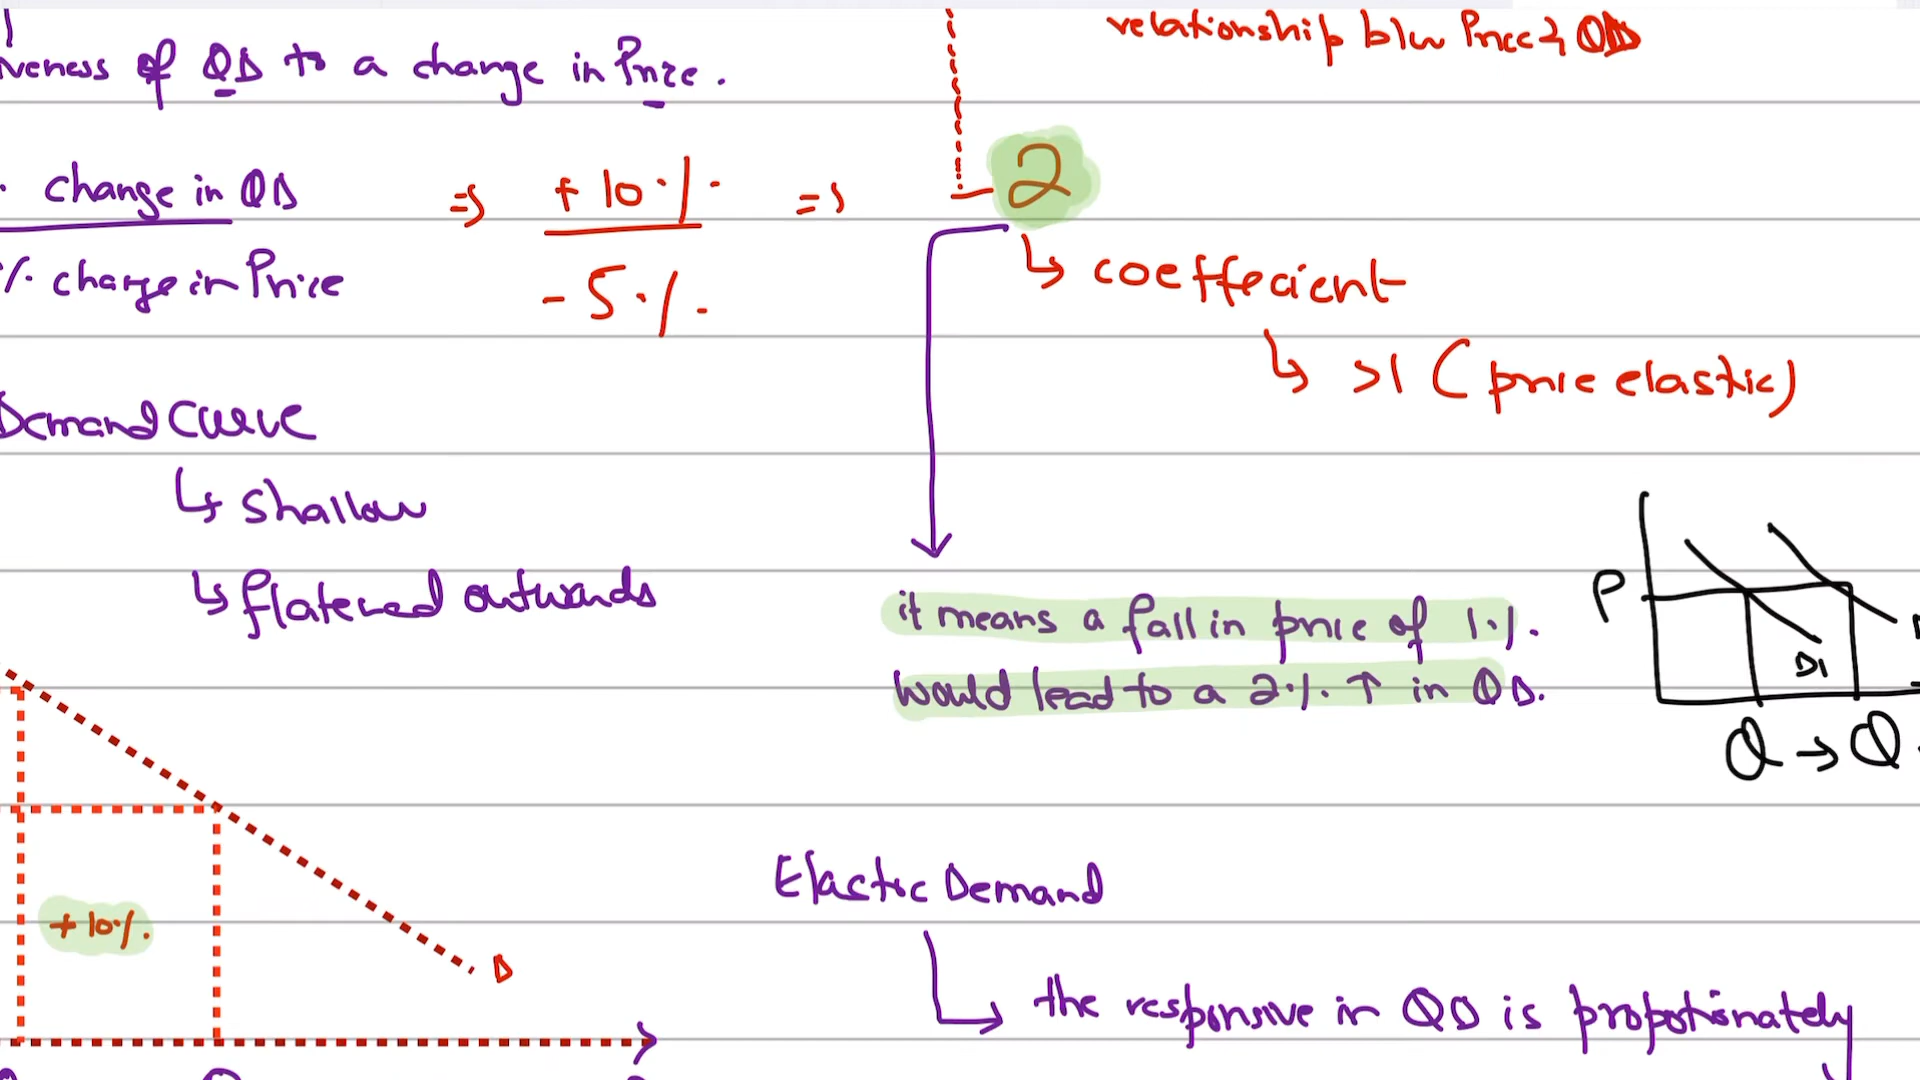 relationship b/w Price & QD
iveness of QD to a change in Price.
change in QD => +10% => 2
% change in Price -5%
coeffecient
>1 (price elastic)
Demand Curve
shallow
flatened outwards
it means a fall in price of 1%.
would lead to a 2% ↑ in QD.
P
D1
Q → Q
Elastic Demand
+10%.
D
the responsive in QD is propotionately